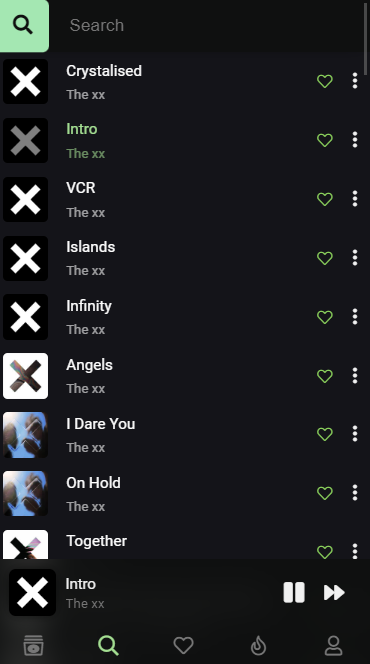 Search
Crystalised
The xx
Intro
The xx
VCR
The xx
Islands
The xx
Infinity
The xx
Angels
The xx
I Dare You
The xx
On Hold
The xx
Together
Intro
The xx